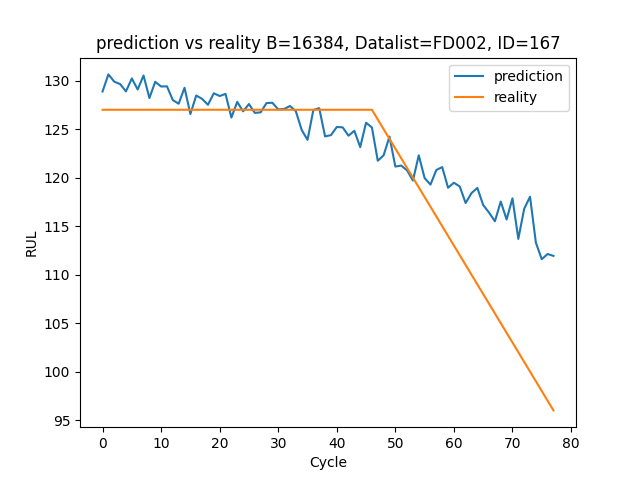 prediction vs reality B=16384, Datalist=FD002, ID=167
prediction
reality
130
125
120
115
110
105
100
95
RUL
0 10 20 30 40 50 60 70 80
Cycle